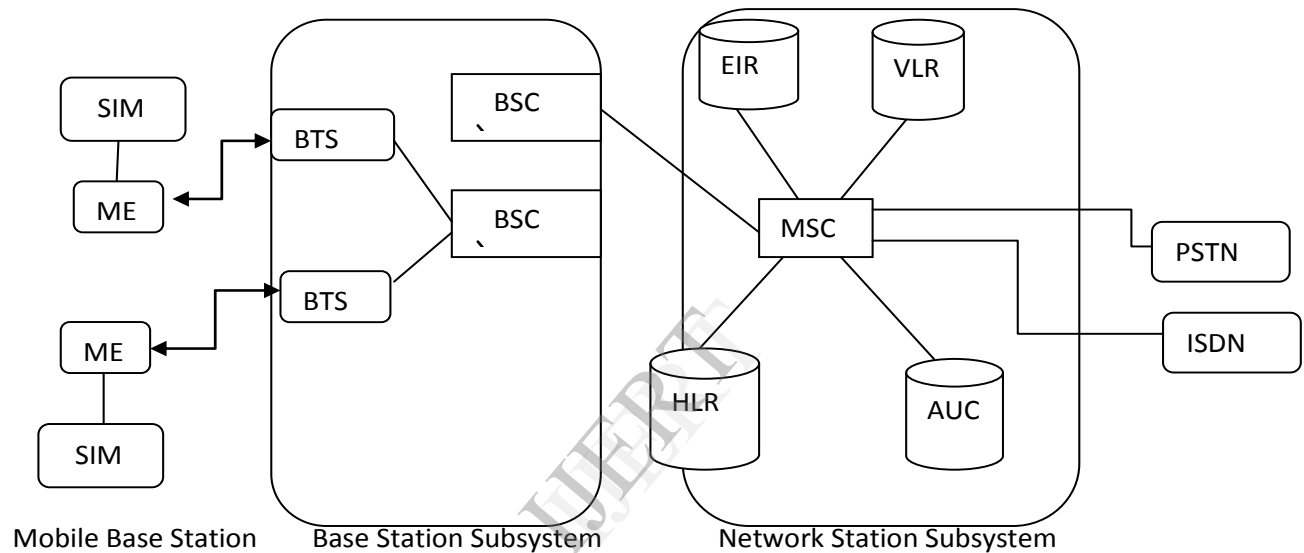 EIR
VLR
SIM
BSC
`
BTS
ME
BSC
`
MSC
PSTN
BTS
ME
ISDN
HLR
AUC
SIM
IJERT
Mobile Base Station
Base Station Subsystem
Network Station Subsystem